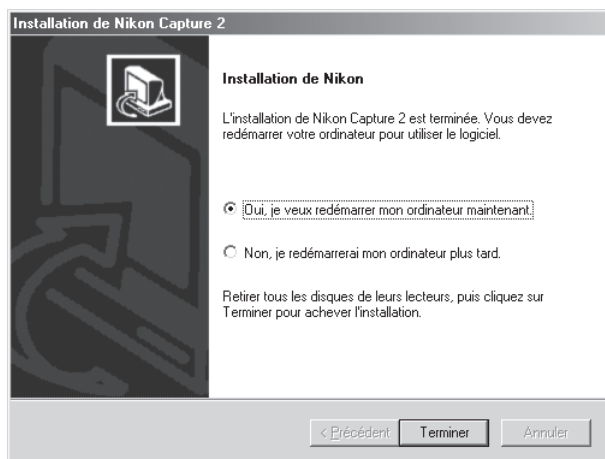 Installation de Nikon Capture 2
Installation de Nikon
L'installation de Nikon Capture 2 est terminée. Vous devez
redémarrer votre ordinateur pour utiliser le logiciel.
Oui, je veux redémarrer mon ordinateur maintenant.
Non, je redémarrerai mon ordinateur plus tard.
Retirer tous les disques de leurs lecteurs, puis cliquez sur
Terminer pour achever l'installation.
< Précédent
Terminer
Annuler